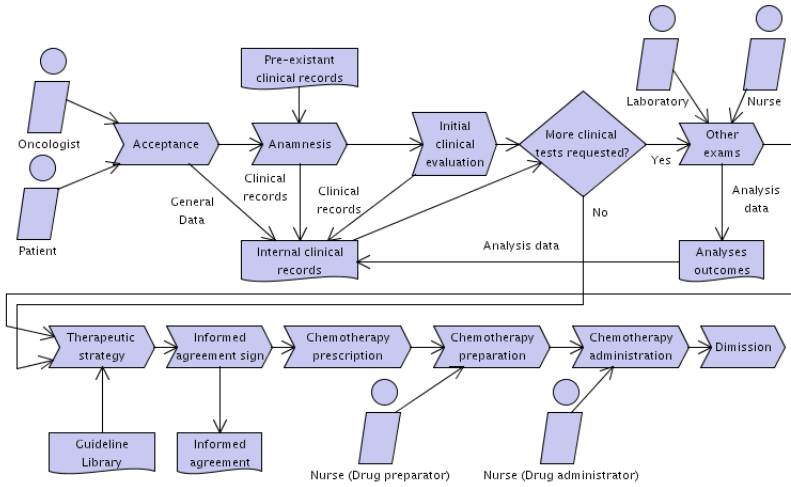 Pre-existant
clinical records
Oncologist
Acceptance
Anamnesis
Initial
clinical
evaluation
More clinical
tests requested?
Yes
Laboratory
Nurse
Other
exams
Patient
General
Data
Clinical
records
Clinical
records
No
Analysis
data
Internal clinical
records
Analysis data
Analyses
outcomes
Therapeutic
strategy
Informed
agreement sign
Chemotherapy
prescription
Chemotherapy
preparation
Chemotherapy
administration
Dimission
Guideline
Library
Informed
agreement
Nurse (Drug preparator)
Nurse (Drug administrator)